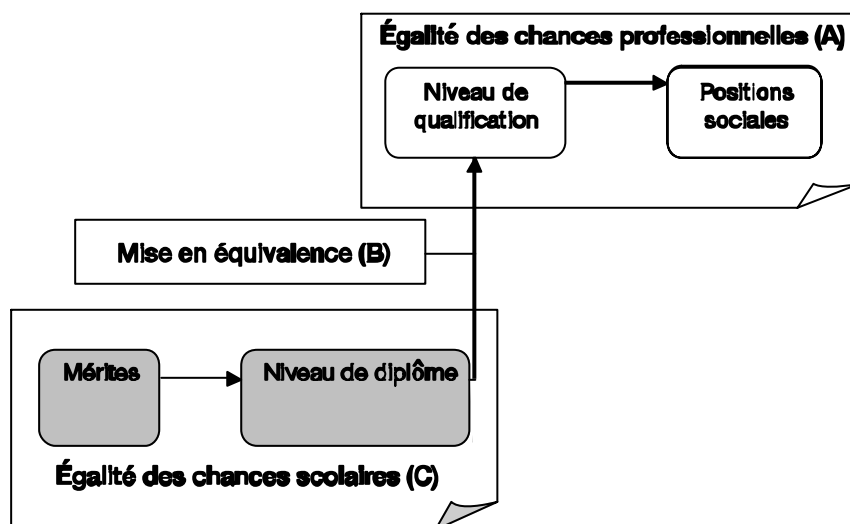 Égalité des chances professionnelles (A)
Niveau de
qualification
Positions
sociales
Mise en équivalence (B)
Mérites
Niveau de diplôme
Égalité des chances scolaires (C)